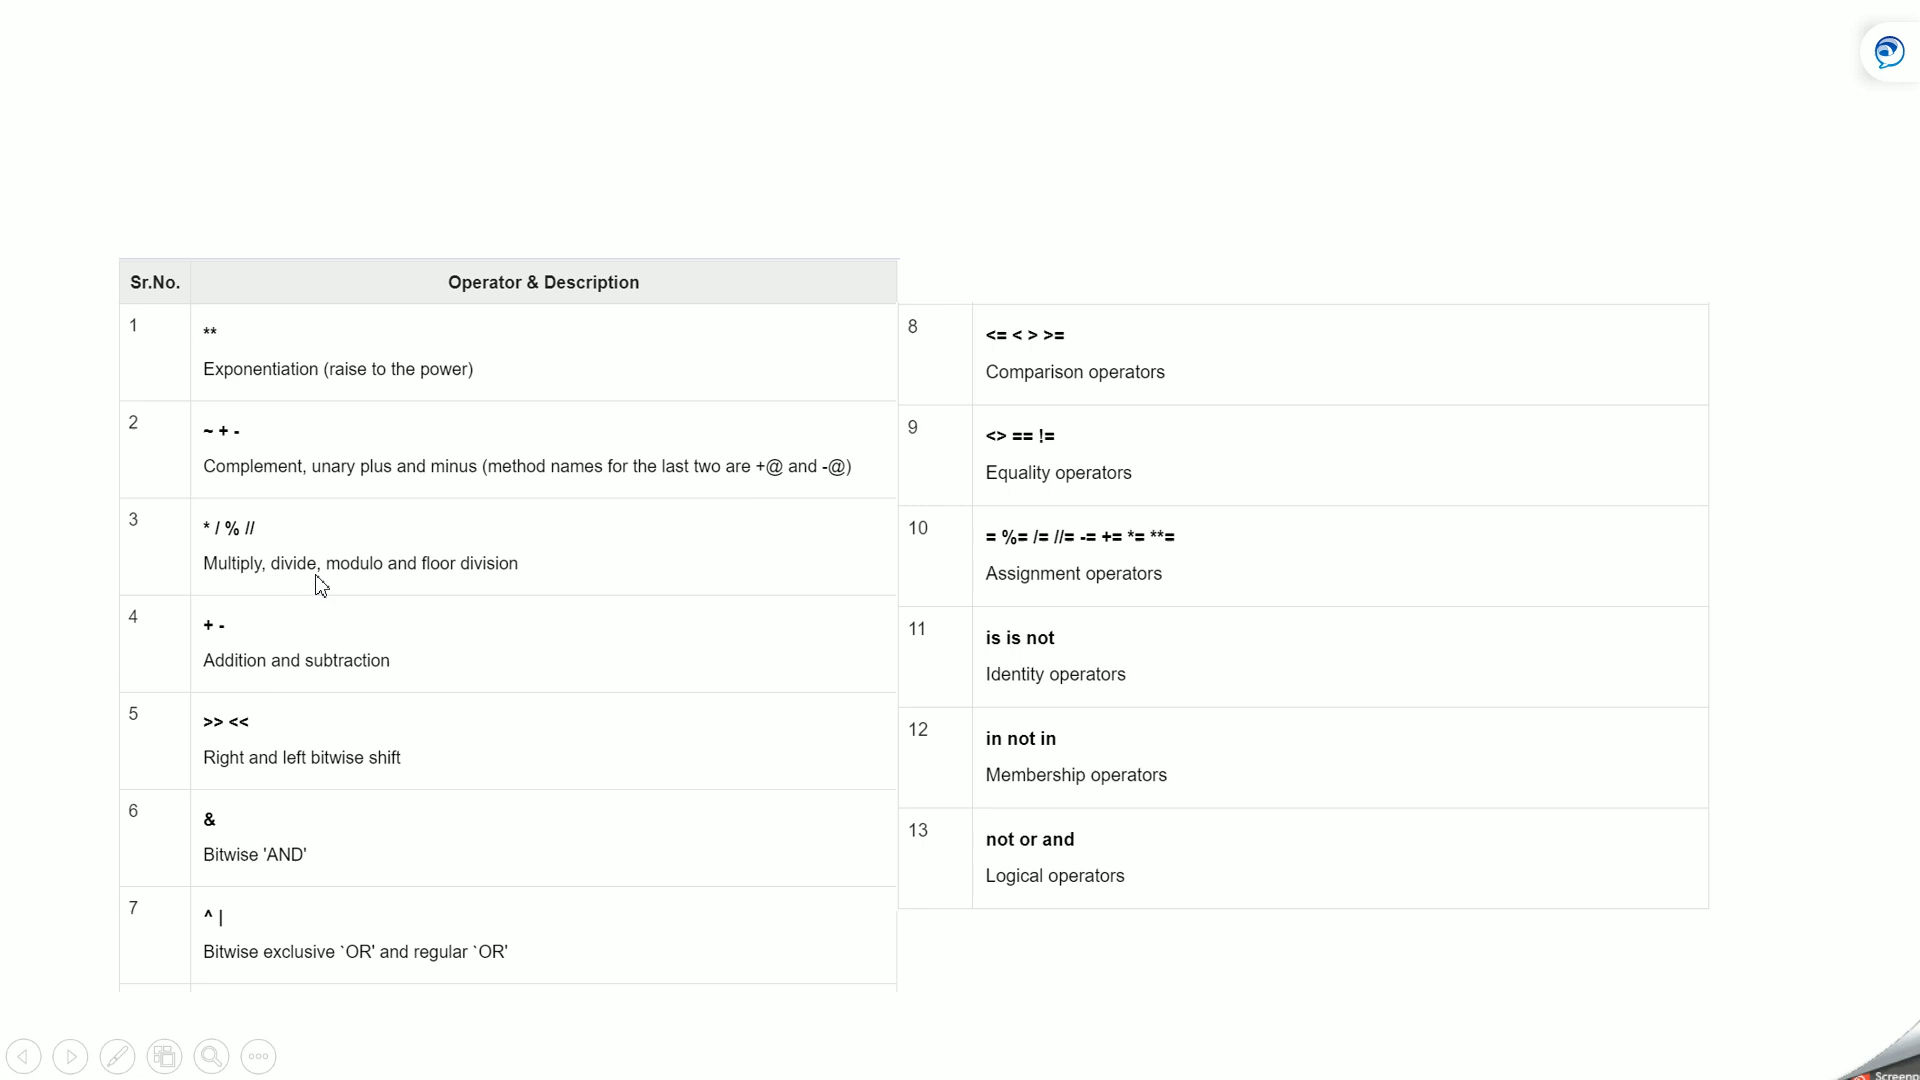 Sr.No. Operator & Description
1 **
Exponentiation (raise to the power)
2 ~ + -
Complement, unary plus and minus (method names for the last two are +@ and -@)
3 * / % //
Multiply, divide, modulo and floor division
4 + -
Addition and subtraction
5 >> <<
Right and left bitwise shift
6 &
Bitwise 'AND'
7 ^ |
Bitwise exclusive `OR' and regular `OR'
8 <= < > >=
Comparison operators
9 <> == !=
Equality operators
10 = %= /= //= -= += *= **=
Assignment operators
11 is is not
Identity operators
12 in not in
Membership operators
13 not or and
Logical operators